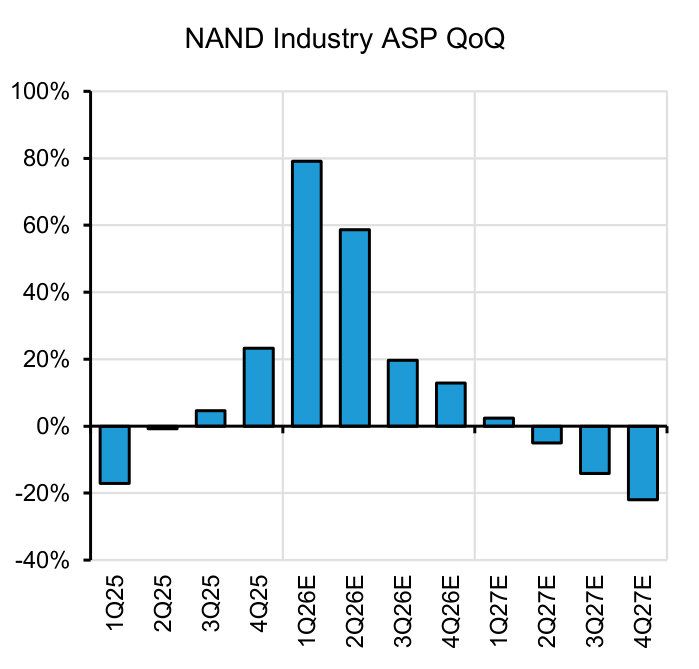 NAND Industry ASP QoQ
100%
80%
60%
40%
20%
0%
-20%
-40%
1Q25
2Q25
3Q25
4Q25
1Q26E
2Q26E
3Q26E
4Q26E
1Q27E
2Q27E
3Q27E
4Q27E